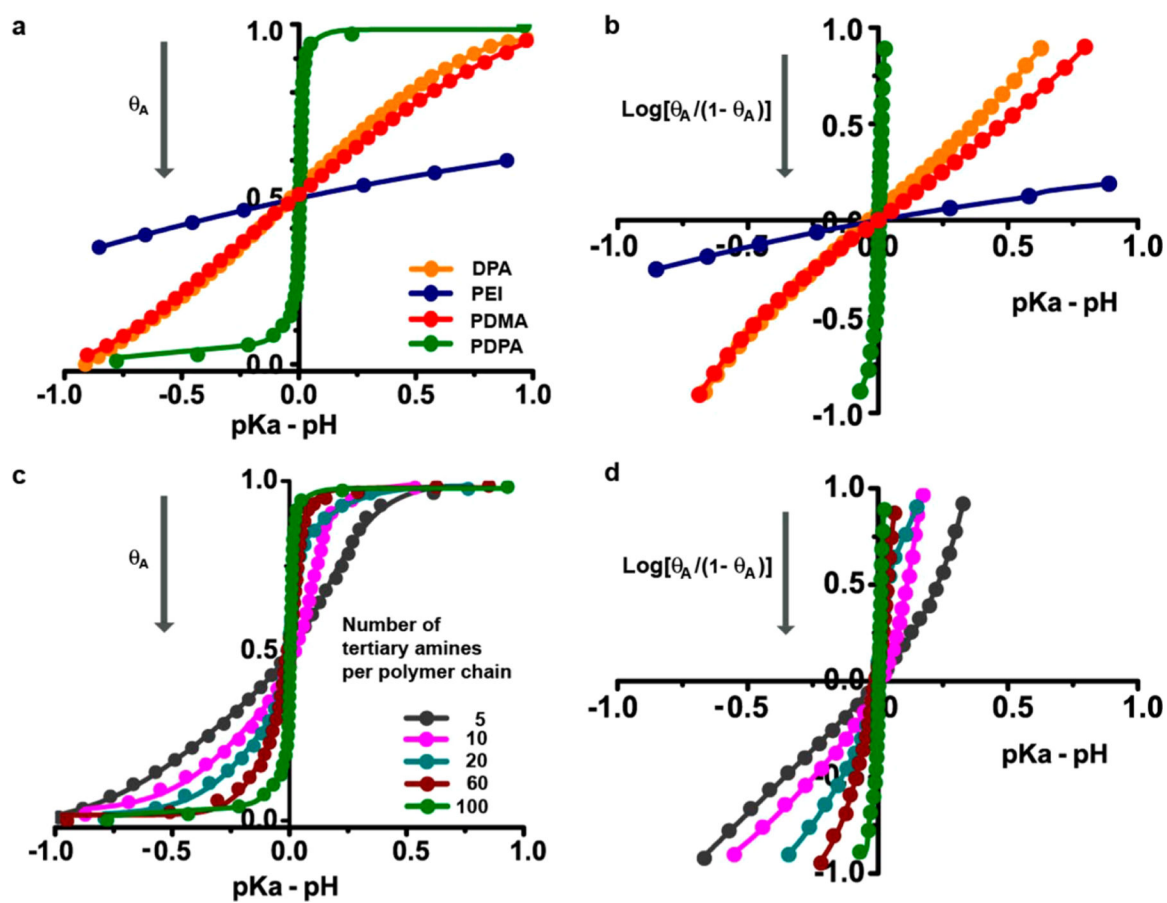 a
1.0
θA
0.5
DPA
PEI
PDMA
PDPA
0.0
-1.0 -0.5 0.0 0.5 1.0
pKa - pH
b
1.0
Log[θA/(1- θA)]
0.5
0.0
-1.0 -0.5 0.0 0.5 1.0
pKa - pH
-0.5
-1.0
c
1.0
θA
0.5
Number of
tertiary amines
per polymer chain
5
10
20
60
100
0.0
-1.0 -0.5 0.0 0.5 1.0
pKa - pH
d
1.0
Log[θA/(1- θA)]
0.5
0.0
-1.0 -0.5 0.0 0.5 1.0
pKa - pH
-1.0